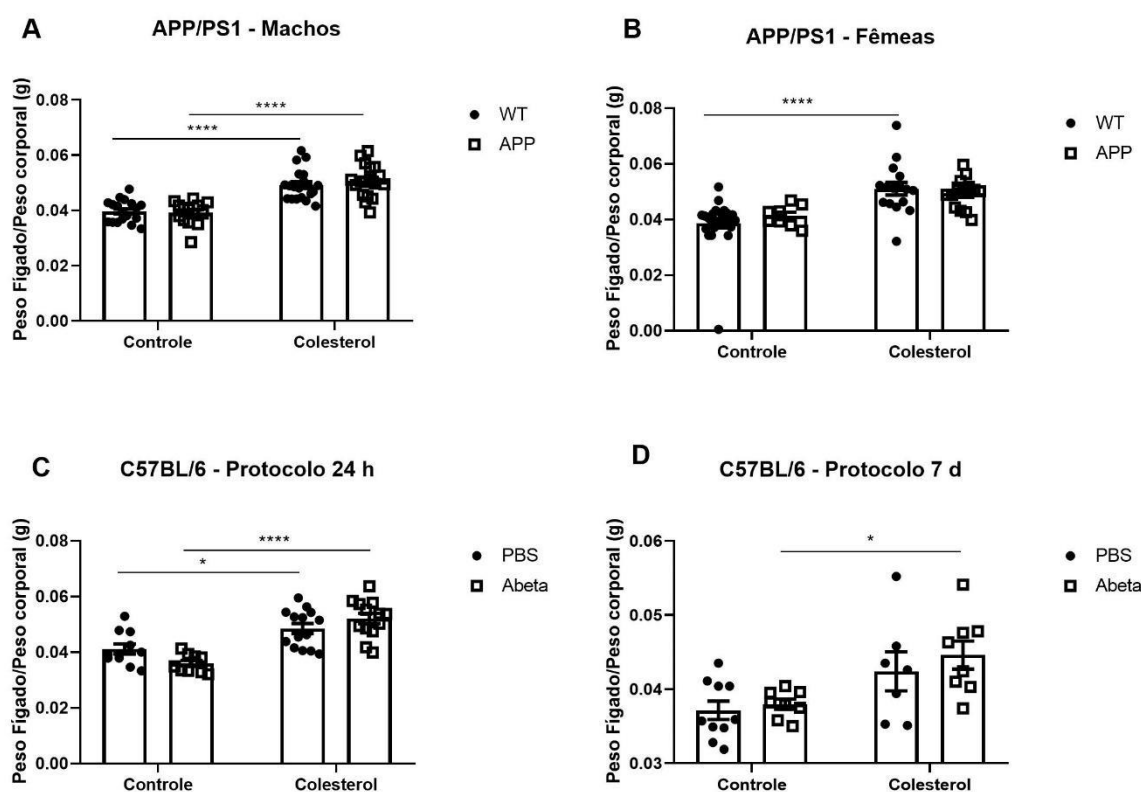 A
APP/PS1 - Machos
Peso Fígado/Peso corporal (g)
0.08
0.06
0.04
0.02
0.00
****
****
WT
APP
Controle
Colesterol
B
APP/PS1 - Fêmeas
Peso Fígado/Peso corporal (g)
0.08
0.06
0.04
0.02
0.00
****
WT
APP
Controle
Colesterol
C
C57BL/6 - Protocolo 24 h
Peso Fígado/Peso corporal (g)
0.08
0.06
0.04
0.02
0.00
****
*
PBS
Abeta
Controle
Colesterol
D
C57BL/6 - Protocolo 7 d
Peso Fígado/Peso corporal (g)
0.06
0.05
0.04
0.03
*
PBS
Abeta
Controle
Colesterol